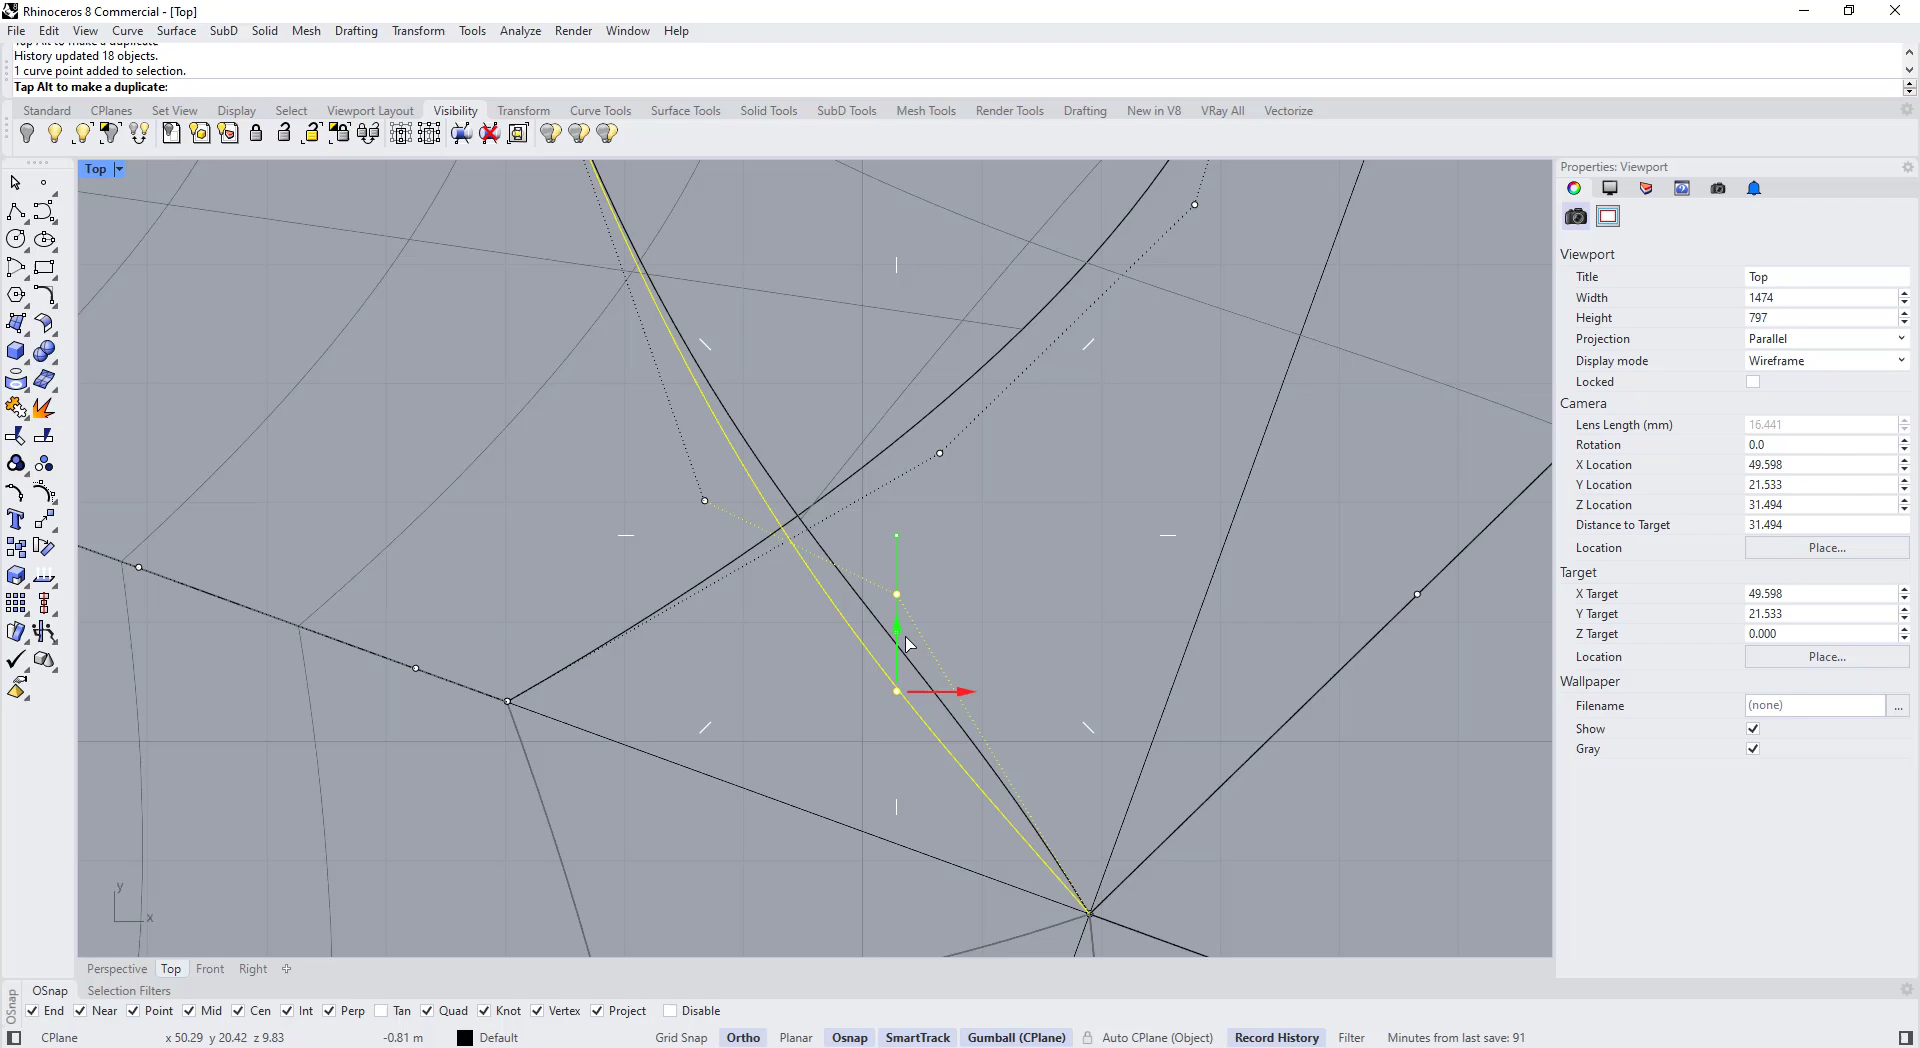 Rhinoceros 8 Commercial - [Top]
File Edit View Curve Surface SubD Solid Mesh Drafting Transform Tools Analyze Render Window Help
Tap Alt to make a duplicate
History updated 18 objects.
1 curve point added to selection.
Tap Alt to make a duplicate:
Standard CPlanes Set View Display Select Viewport Layout Visibility Transform Curve Tools Surface Tools Solid Tools SubD Tools Mesh Tools Render Tools Drafting New in V8 VRay All Vectorize
Top
Properties: Viewport
Viewport
Title Top
Width 1474
Height 797
Projection Parallel
Display mode Wireframe
Locked
Camera
Lens Length (mm) 16.441
Rotation 0.0
X Location 49.598
Y Location 21.533
Z Location 31.494
Distance to Target 31.494
Location Place...
Target
X Target 49.598
Y Target 21.533
Z Target 0.000
Location Place...
Wallpaper
Filename (none) ...
Show
Gray
y
x
Perspective Top Front Right
OSnap Selection Filters
OSnap
End Near Point Mid Cen Int Perp Tan Quad Knot Vertex Project Disable
CPlane x 50.29 y 20.42 z 9.83 -0.81 m Default Grid Snap Ortho Planar Osnap SmartTrack Gumball (CPlane) Auto CPlane (Object) Record History Filter Minutes from last save: 91